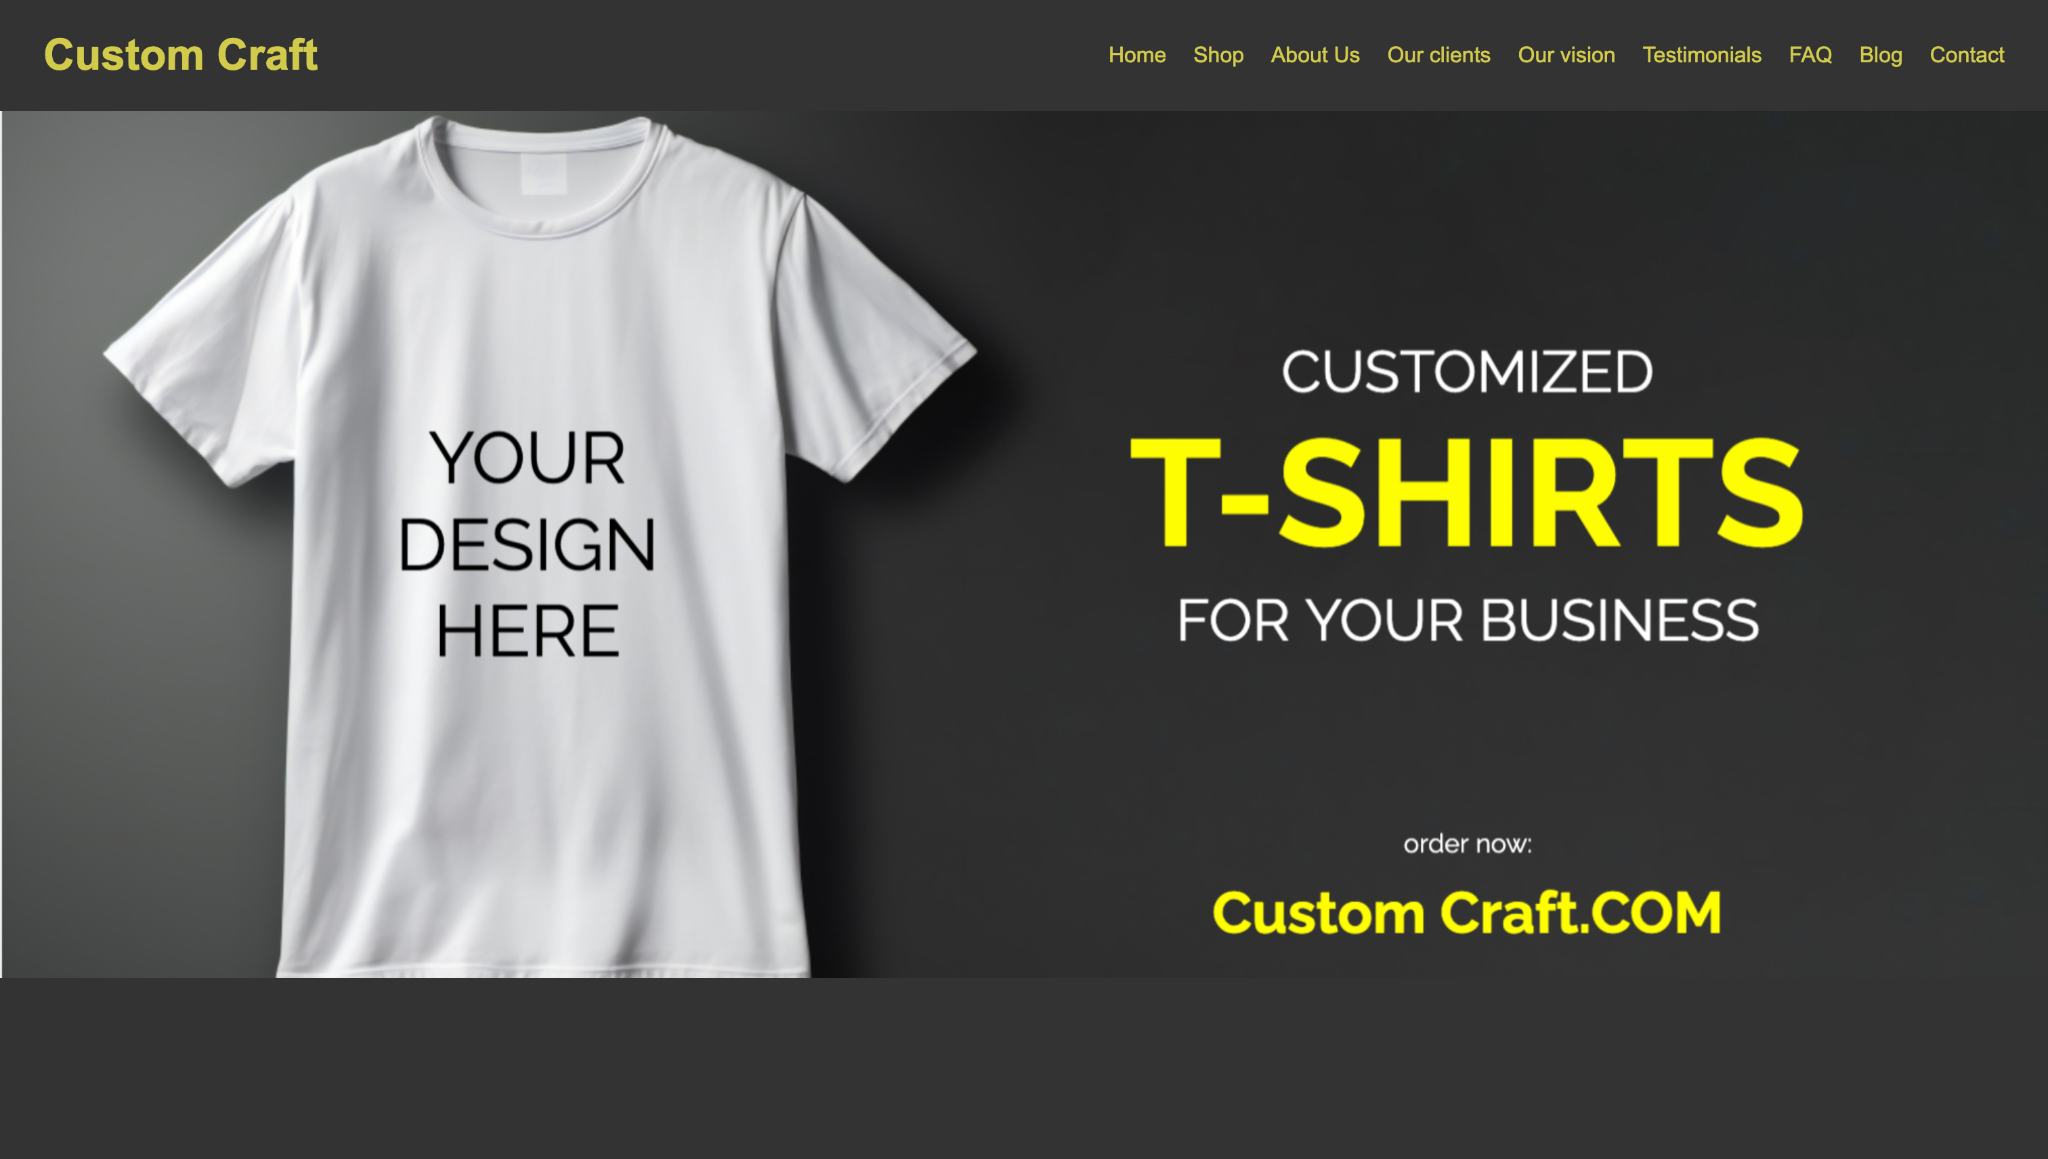 Custom Craft
Home Shop About Us Our clients Our vision Testimonials FAQ Blog Contact
YOUR
DESIGN
HERE
CUSTOMIZED
T-SHIRTS
FOR YOUR BUSINESS
order now:
Custom Craft.COM